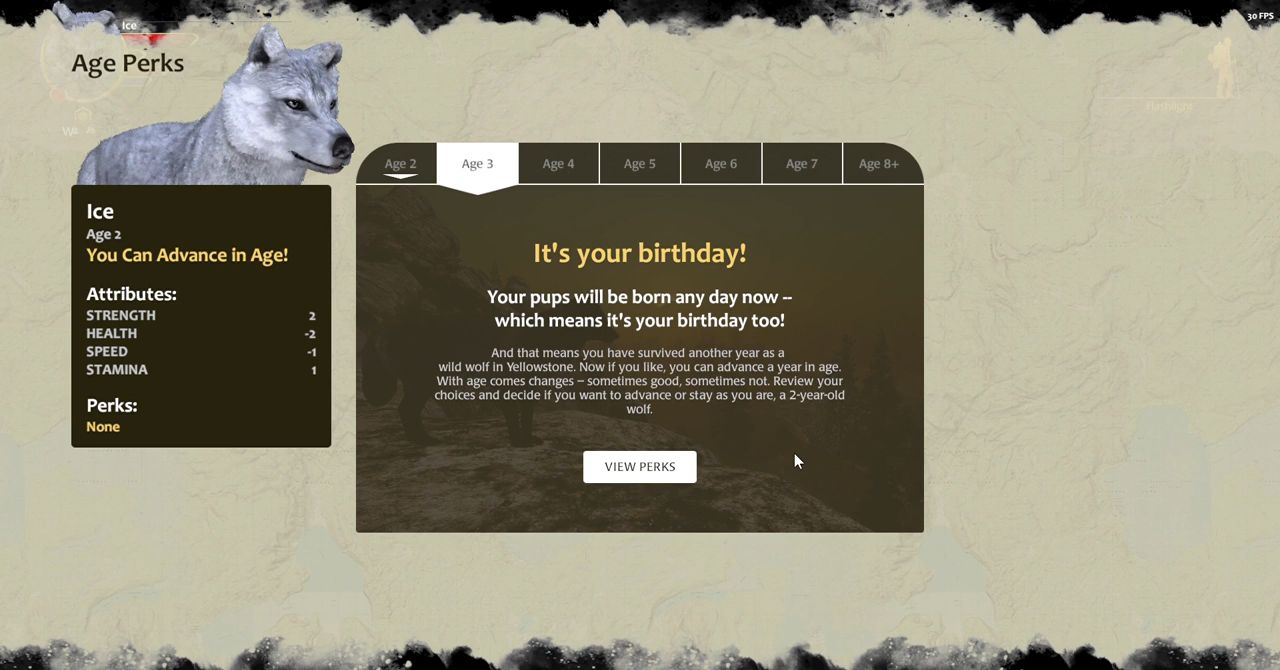 Ice
30 FPS
Age Perks
Flashlight
W
Age 2
Age 3
Age 4
Age 5
Age 6
Age 7
Age 8+
Ice
Age 2
You Can Advance in Age!
Attributes:
STRENGTH 2
HEALTH -2
SPEED -1
STAMINA 1
Perks:
None
It's your birthday!
Your pups will be born any day now --
which means it's your birthday too!
And that means you have survived another year as a
wild wolf in Yellowstone. Now if you like, you can advance a year in age.
With age comes changes – sometimes good, sometimes not. Review your
choices and decide if you want to advance or stay as you are, a 2-year-old
wolf.
VIEW PERKS